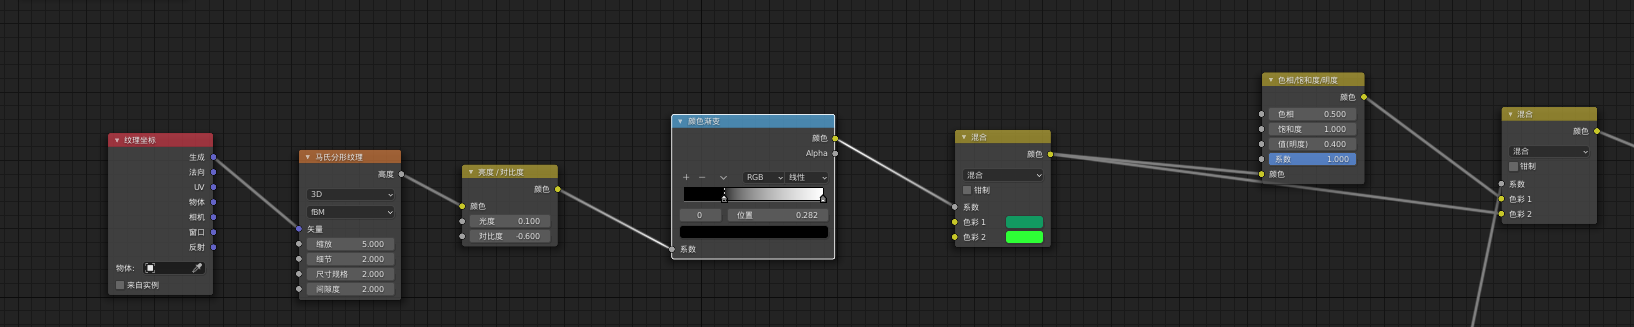 纹理坐标
生成
法向
UV
物体
相机
窗口
反射
物体:
来自实例
马氏分形纹理
高度
3D
fBM
矢量
缩放 5.000
细节 2.000
尺寸规格 2.000
间隙度 2.000
亮度 / 对比度
颜色
颜色
光度 0.100
对比度 -0.600
颜色渐变
颜色
Alpha
+ − RGB 线性
0 位置 0.282
系数
混合
颜色
混合
钳制
系数
色彩 1
色彩 2
色相/饱和度/明度
颜色
色相 0.500
饱和度 1.000
值(明度) 0.400
系数 1.000
颜色
混合
颜色
混合
钳制
系数
色彩 1
色彩 2